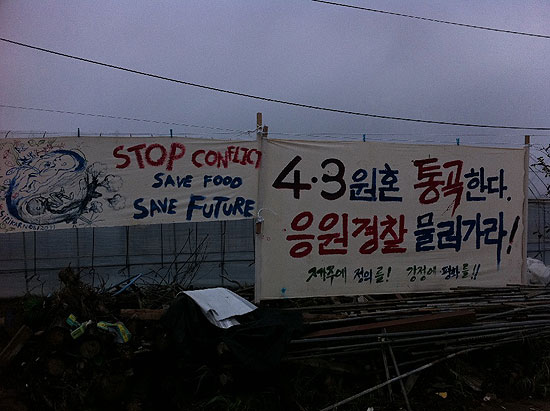 STOP CONFLICT
SAVE FOOD
SAVE FUTURE
4·3 원혼 통곡한다.
응원경찰 물러가라!
제주에 정의를! 강정에 평화를!!